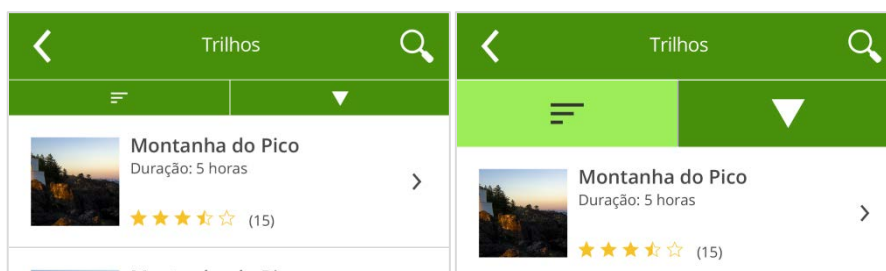 Trilhos
Montanha do Pico
Duração: 5 horas
(15)
Trilhos
Montanha do Pico
Duração: 5 horas
(15)